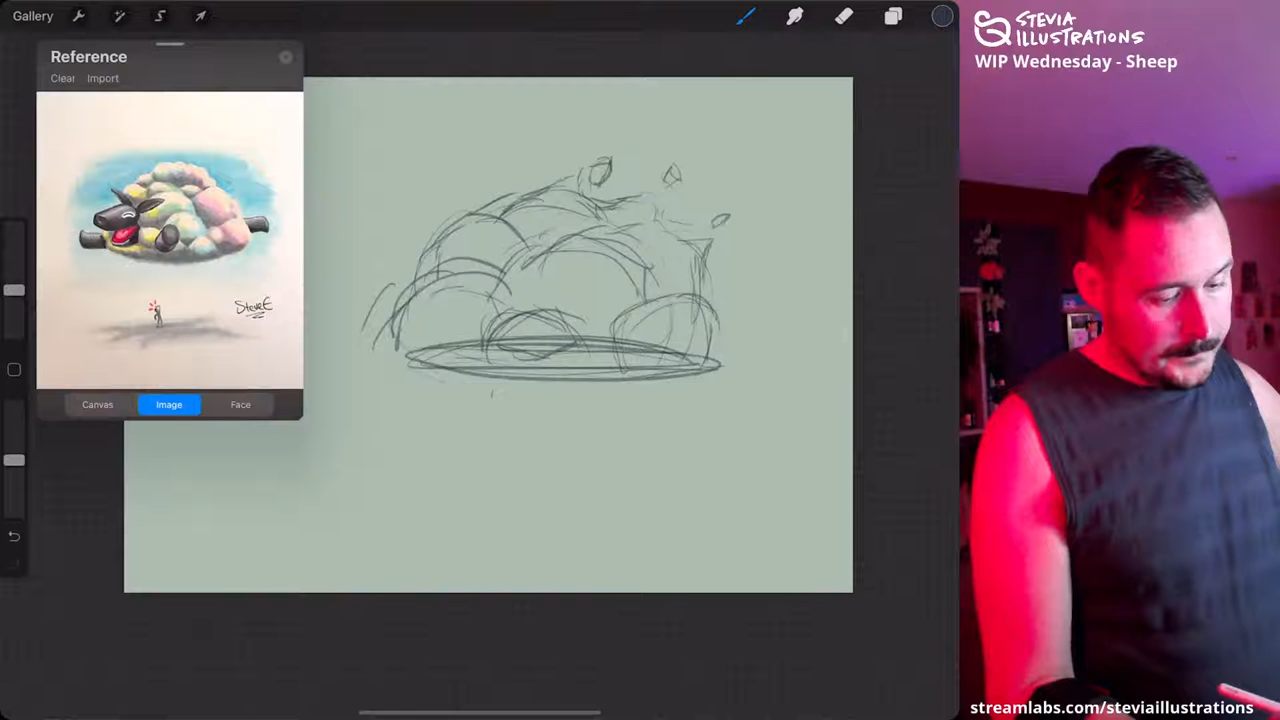 Gallery
Reference
Clear Import
SteveE
Canvas Image Face
STEVIA
ILLUSTRATIONS
WIP Wednesday - Sheep
streamlabs.com/steviaillustrations